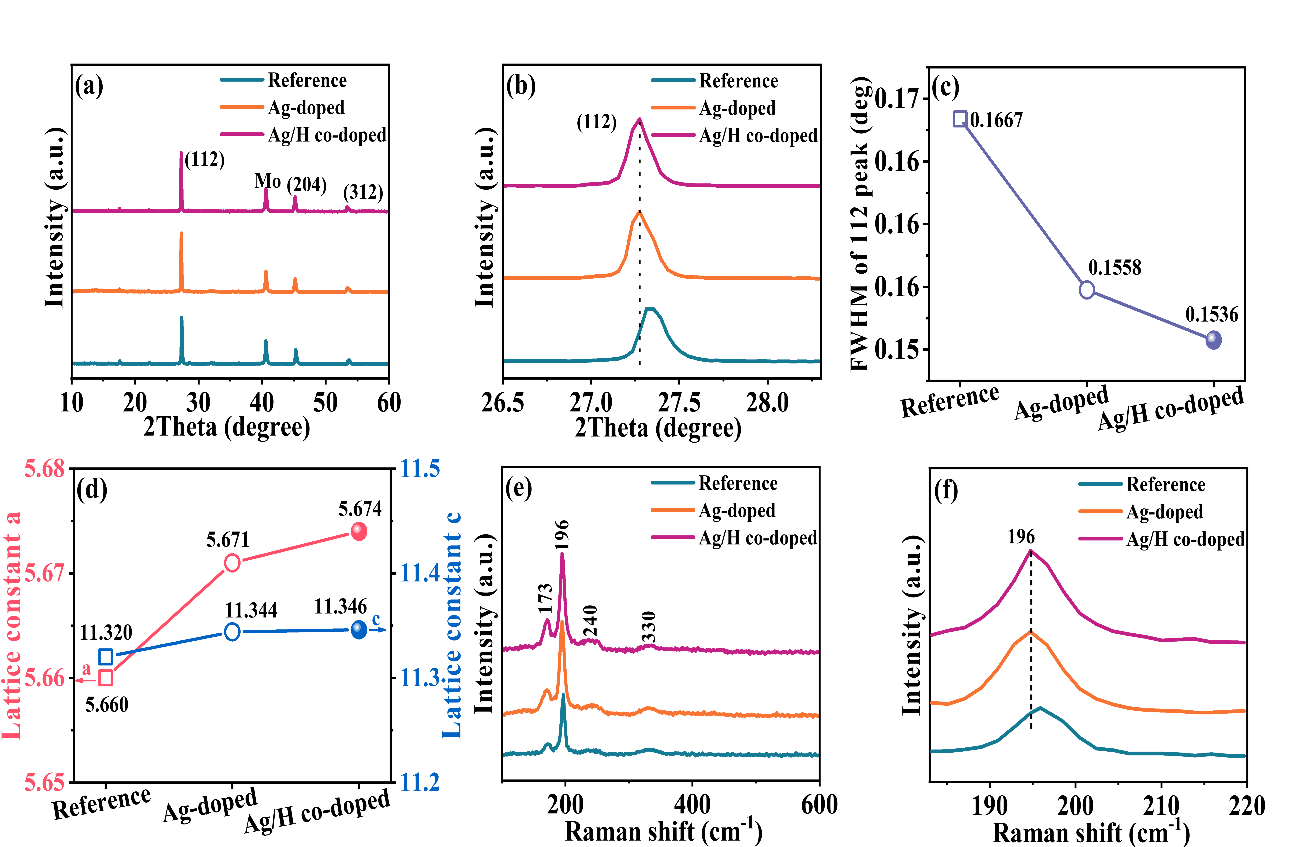 (a)
Reference
Ag-doped
Ag/H co-doped
(112)
Mo (204)
(312)
Intensity (a.u.)
10 20 30 40 50 60
2Theta (degree)
(b)
Reference
Ag-doped
Ag/H co-doped
(112)
Intensity (a.u.)
26.5 27.0 27.5 28.0
2Theta (degree)
(c)
FWHM of 112 peak (deg)
0.17
0.16
0.16
0.16
0.15
0.1667
0.1558
0.1536
Reference Ag-doped Ag/H co-doped
(d)
Lattice constant a
5.68
5.67
5.66
5.65
5.674
5.671
11.320
11.344
11.346
a
c
5.660
Lattice constant c
11.5
11.4
11.3
11.2
Reference Ag-doped Ag/H co-doped
(e)
Reference
Ag-doped
Ag/H co-doped
173
196
240
330
Intensity (a.u.)
200 400 600
Raman shift (cm⁻¹)
(f)
Reference
Ag-doped
Ag/H co-doped
196
Intensity (a.u.)
190 200 210 220
Raman shift (cm⁻¹)